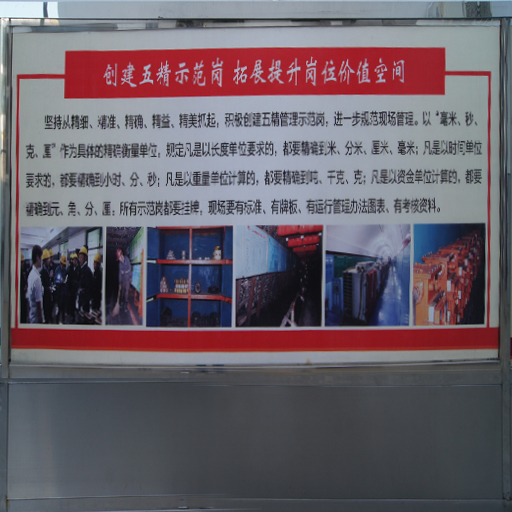 创建五精示范岗 拓展提升岗位价值空间
坚持从精细、精准、精确、精益、精美抓起，积极创建五精管理示范岗，进一步规范现场管理。以“毫米、秒、
克、厘”作为具体的精确衡量单位，规定凡是以长度单位要求的，都要精确到米、分米、厘米、毫米；凡是以时间单位
要求的，都要精确到小时、分、秒；凡是以重量单位计算的，都要精确到吨、千克、克；凡是以资金单位计算的，都要
精确到元、角、分、厘；所有示范岗都要挂牌，现场要有标准、有牌板、有运行管理办法图表、有考核资料。